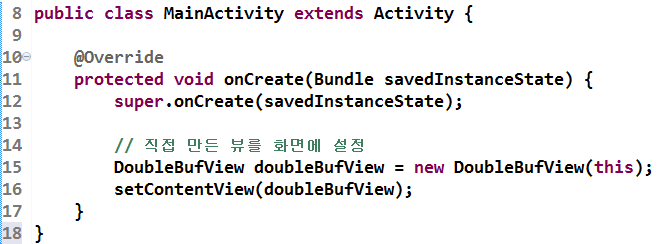 8 public class MainActivity extends Activity {
9
10 @Override
11 protected void onCreate(Bundle savedInstanceState) {
12 super.onCreate(savedInstanceState);
13
14 // 직접 만든 뷰를 화면에 설정
15 DoubleBufView doubleBufView = new DoubleBufView(this);
16 setContentView(doubleBufView);
17 }
18 }